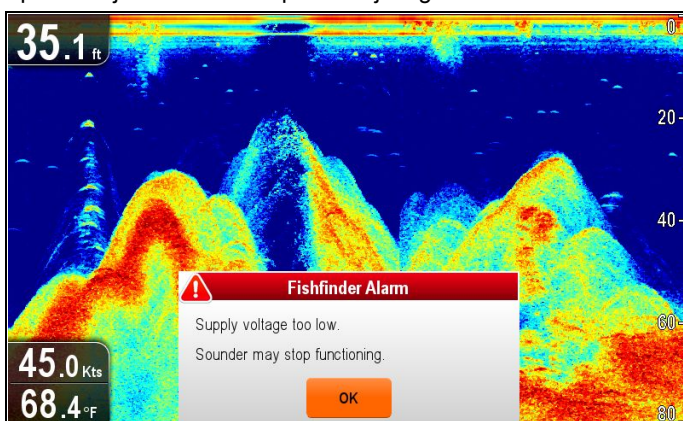 35.1 ft
0
20
40
Fishfinder Alarm
Supply voltage too low.
Sounder may stop functioning.
OK
60
45.0 Kts
68.4 °F
80